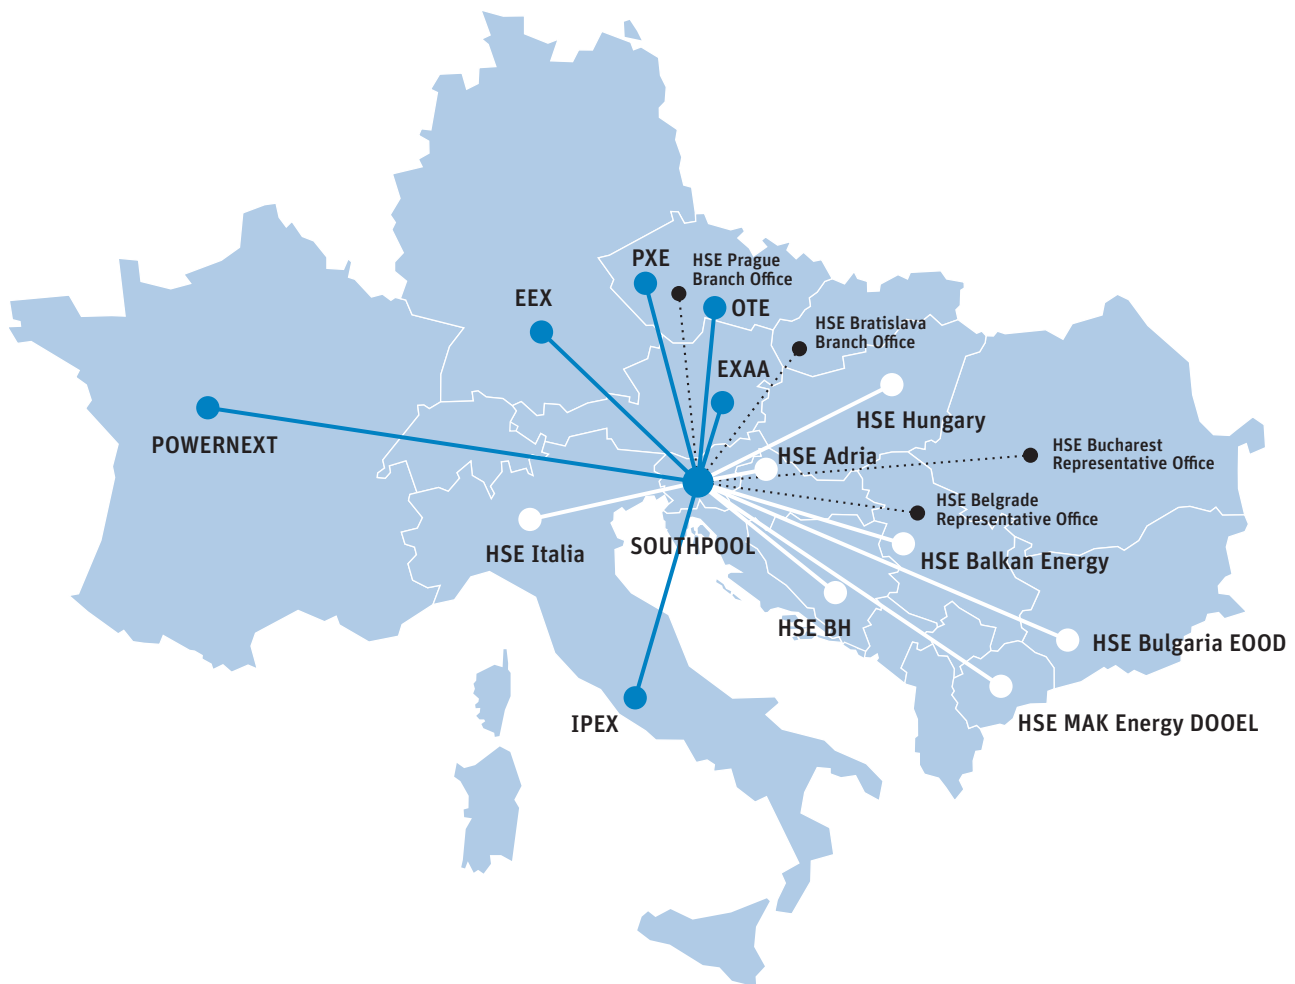 PXE
HSE Prague
Branch Office
EEX
OTE
HSE Bratislava
Branch Office
EXAA
HSE Hungary
POWERNEXT
HSE Adria
HSE Bucharest
Representative Office
HSE Belgrade
Representative Office
HSE Italia
SOUTHPOOL
HSE Balkan Energy
HSE BH
HSE Bulgaria EOOD
IPEX
HSE MAK Energy DOOEL